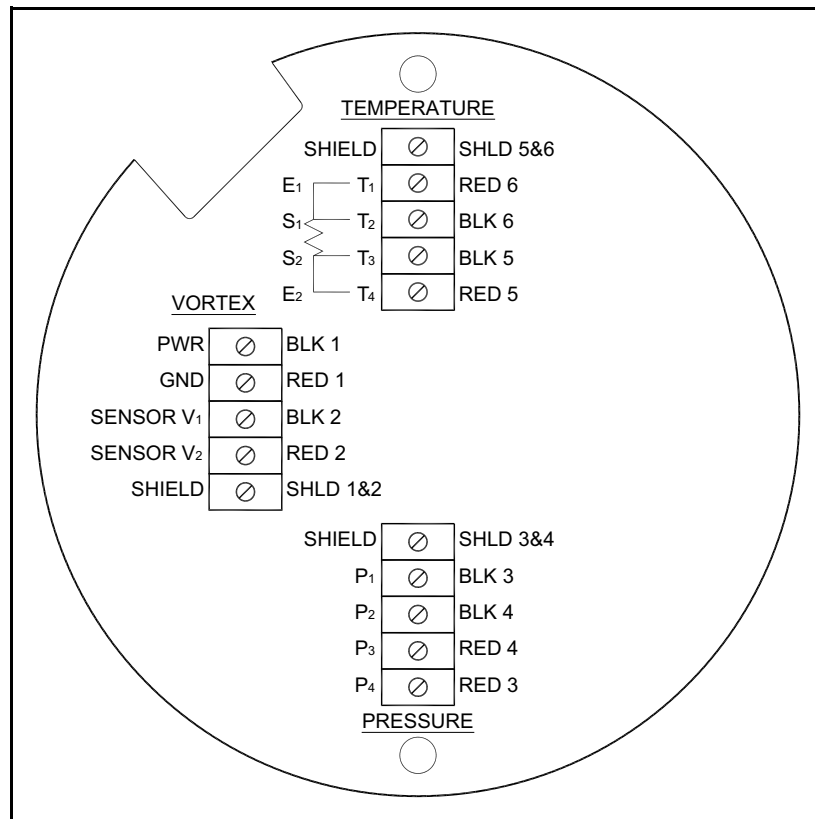 TEMPERATURE
SHIELD SHLD 5&6
E1 T1 RED 6
S1 T2 BLK 6
S2 T3 BLK 5
E2 T4 RED 5
VORTEX
PWR BLK 1
GND RED 1
SENSOR V1 BLK 2
SENSOR V2 RED 2
SHIELD SHLD 1&2
SHIELD SHLD 3&4
P1 BLK 3
P2 BLK 4
P3 RED 4
P4 RED 3
PRESSURE